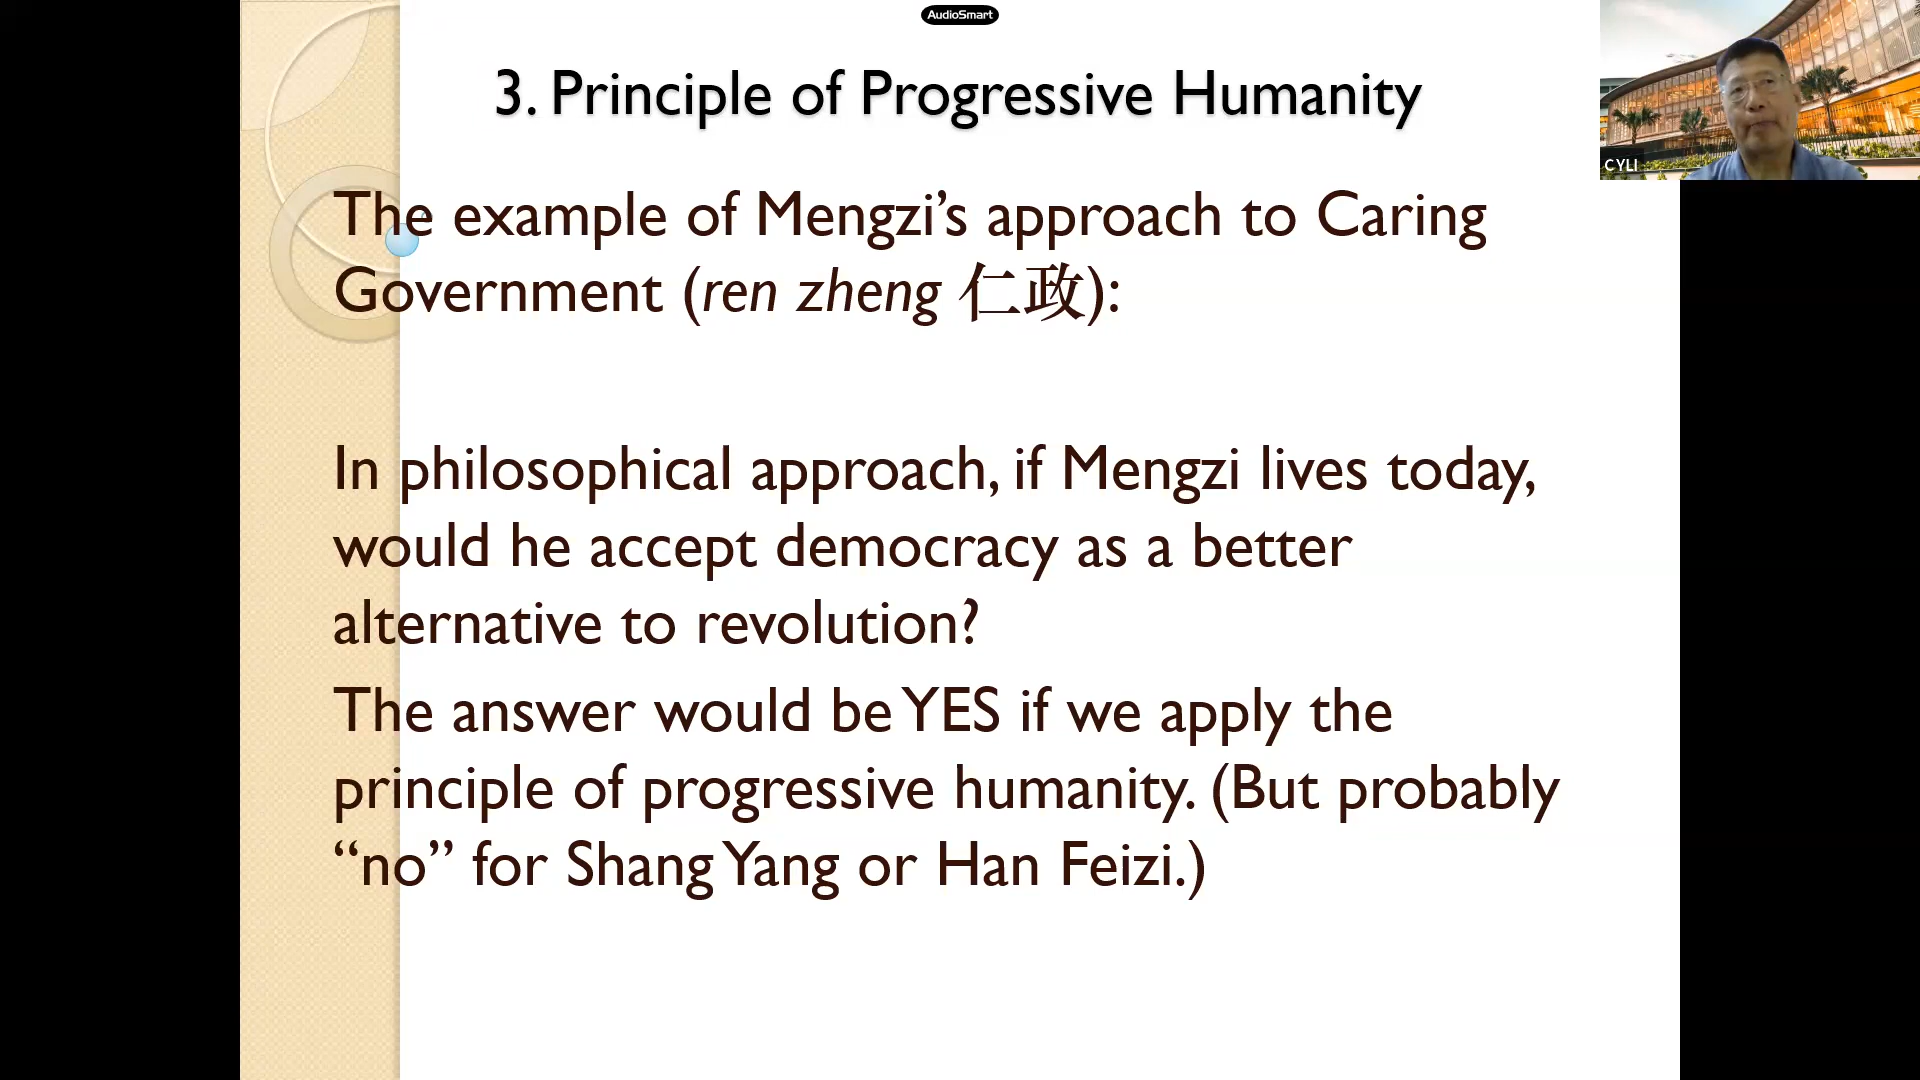 AudioSmart
3. Principle of Progressive Humanity
CYLI
The example of Mengzi’s approach to Caring
Government (ren zheng 仁政):
In philosophical approach, if Mengzi lives today,
would he accept democracy as a better
alternative to revolution?
The answer would be YES if we apply the
principle of progressive humanity. (But probably
“no” for Shang Yang or Han Feizi.)